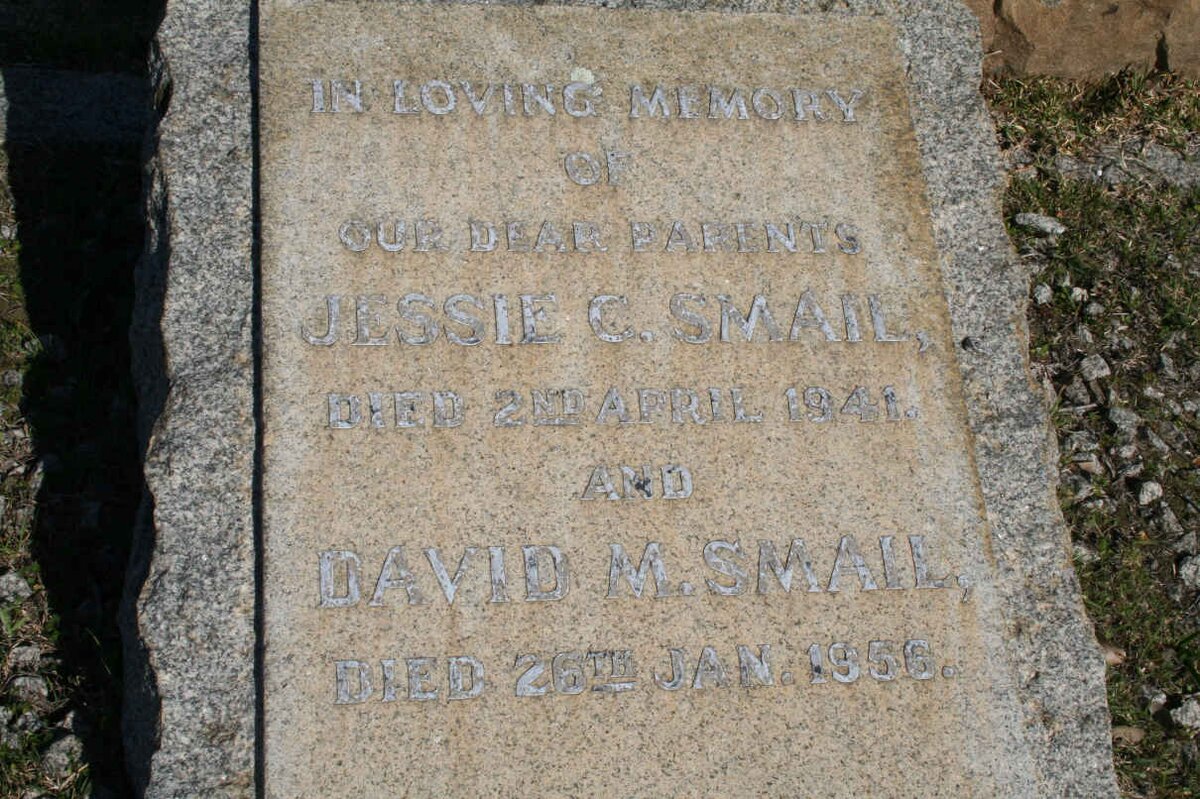 IN LOVING MEMORY
OF
OUR DEAR PARENTS
JESSIE C. SMAIL,
DIED 2ND APRIL 1941.
AND
DAVID M. SMAIL,
DIED 26TH JAN. 1956.